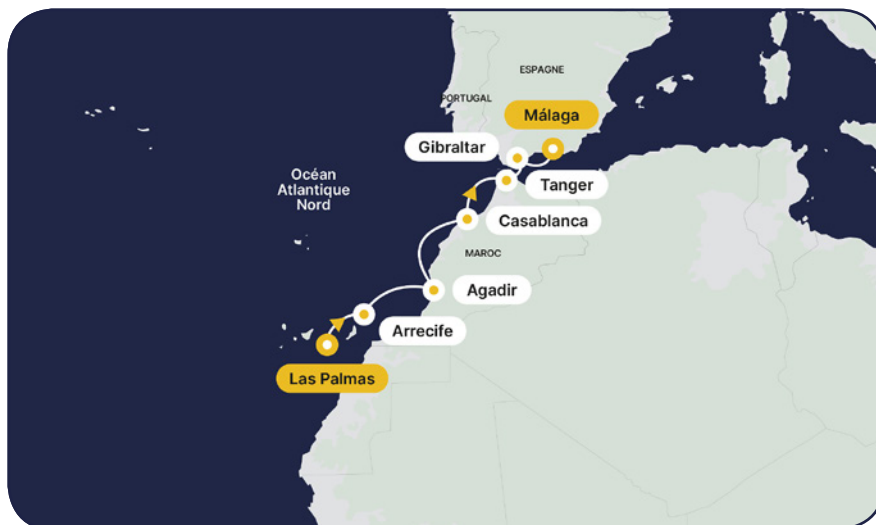 ESPAGNE
PORTUGAL
Málaga
Gibraltar
Océan
Atlantique
Nord
Tanger
Casablanca
MAROC
Agadir
Arrecife
Las Palmas